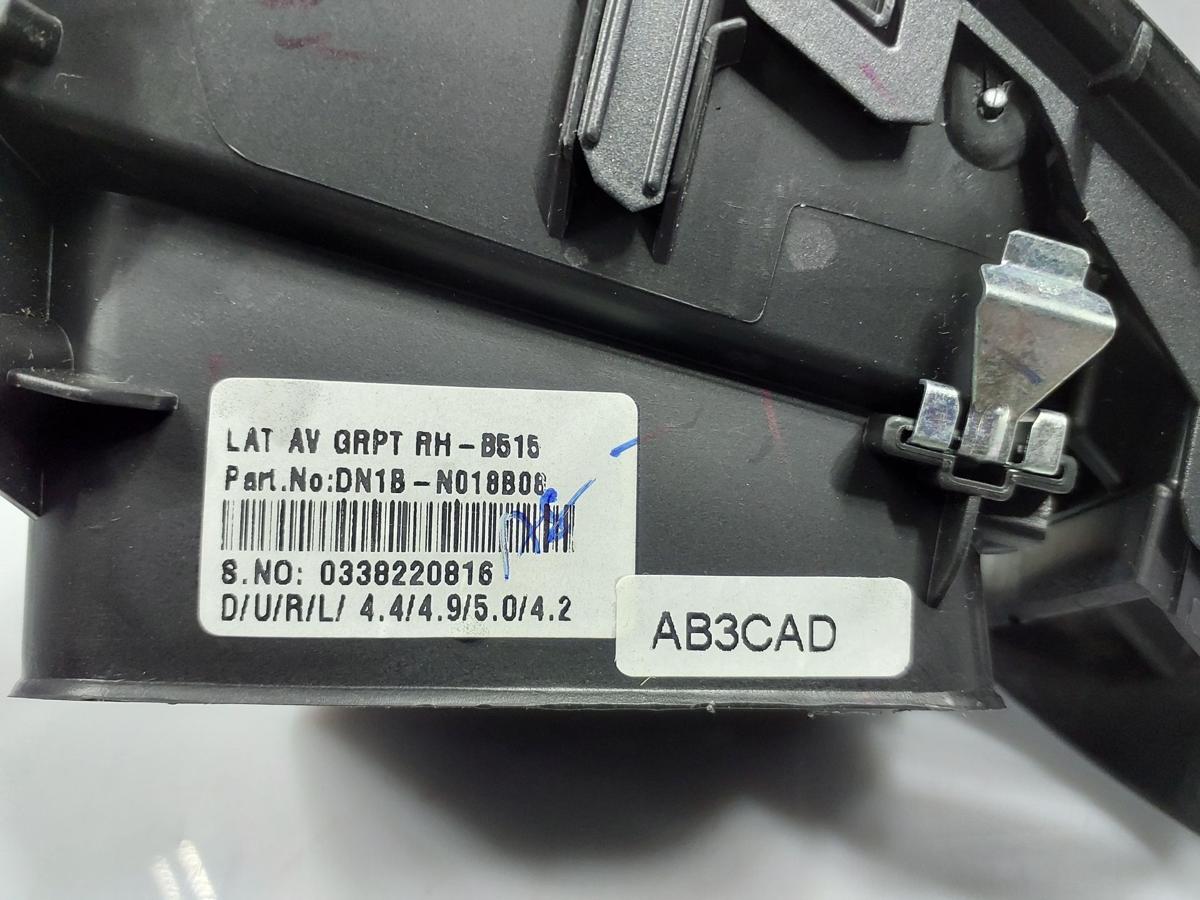 LAT AV GRPT RH-B515
Part.No:DN1B-N018B08
S.NO: 0338220816
D/U/R/L/ 4.4/4.9/5.0/4.2
AB3CAD